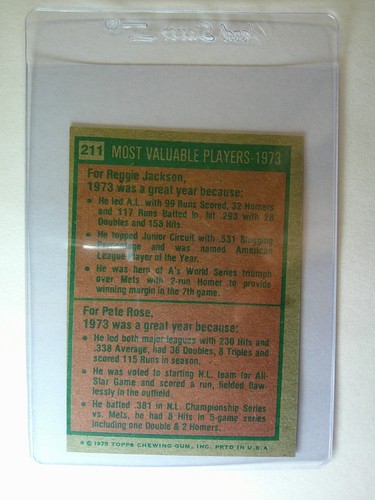 211 MOST VALUABLE PLAYERS-1973
For Reggie Jackson,
1973 was a great year because:
● He led A.L. with 99 Runs Scored, 32 Homers
and 117 Runs Batted In, hit .293 with 28
Doubles and 158 Hits.
● He topped Junior Circuit with .531 Slugging
Percentage and was named American
League Player of the Year.
● He was hero of A's World Series triumph
over Mets with 2-run Homer to provide
winning margin in the 7th game.
For Pete Rose,
1973 was a great year because:
● He led both major leagues with 230 Hits and
.338 Average, had 36 Doubles, 8 Triples and
scored 115 Runs in season.
● He was voted to starting N.L. team for All-
Star Game and scored a run, fielded flaw-
lessly in the outfield.
● He batted .381 in N.L. Championship Series
vs. Mets, he had 8 Hits in 5-game series
including one Double & 2 Homers.
© 1975 TOPPS CHEWING GUM, INC. PRTD IN U.S.A.